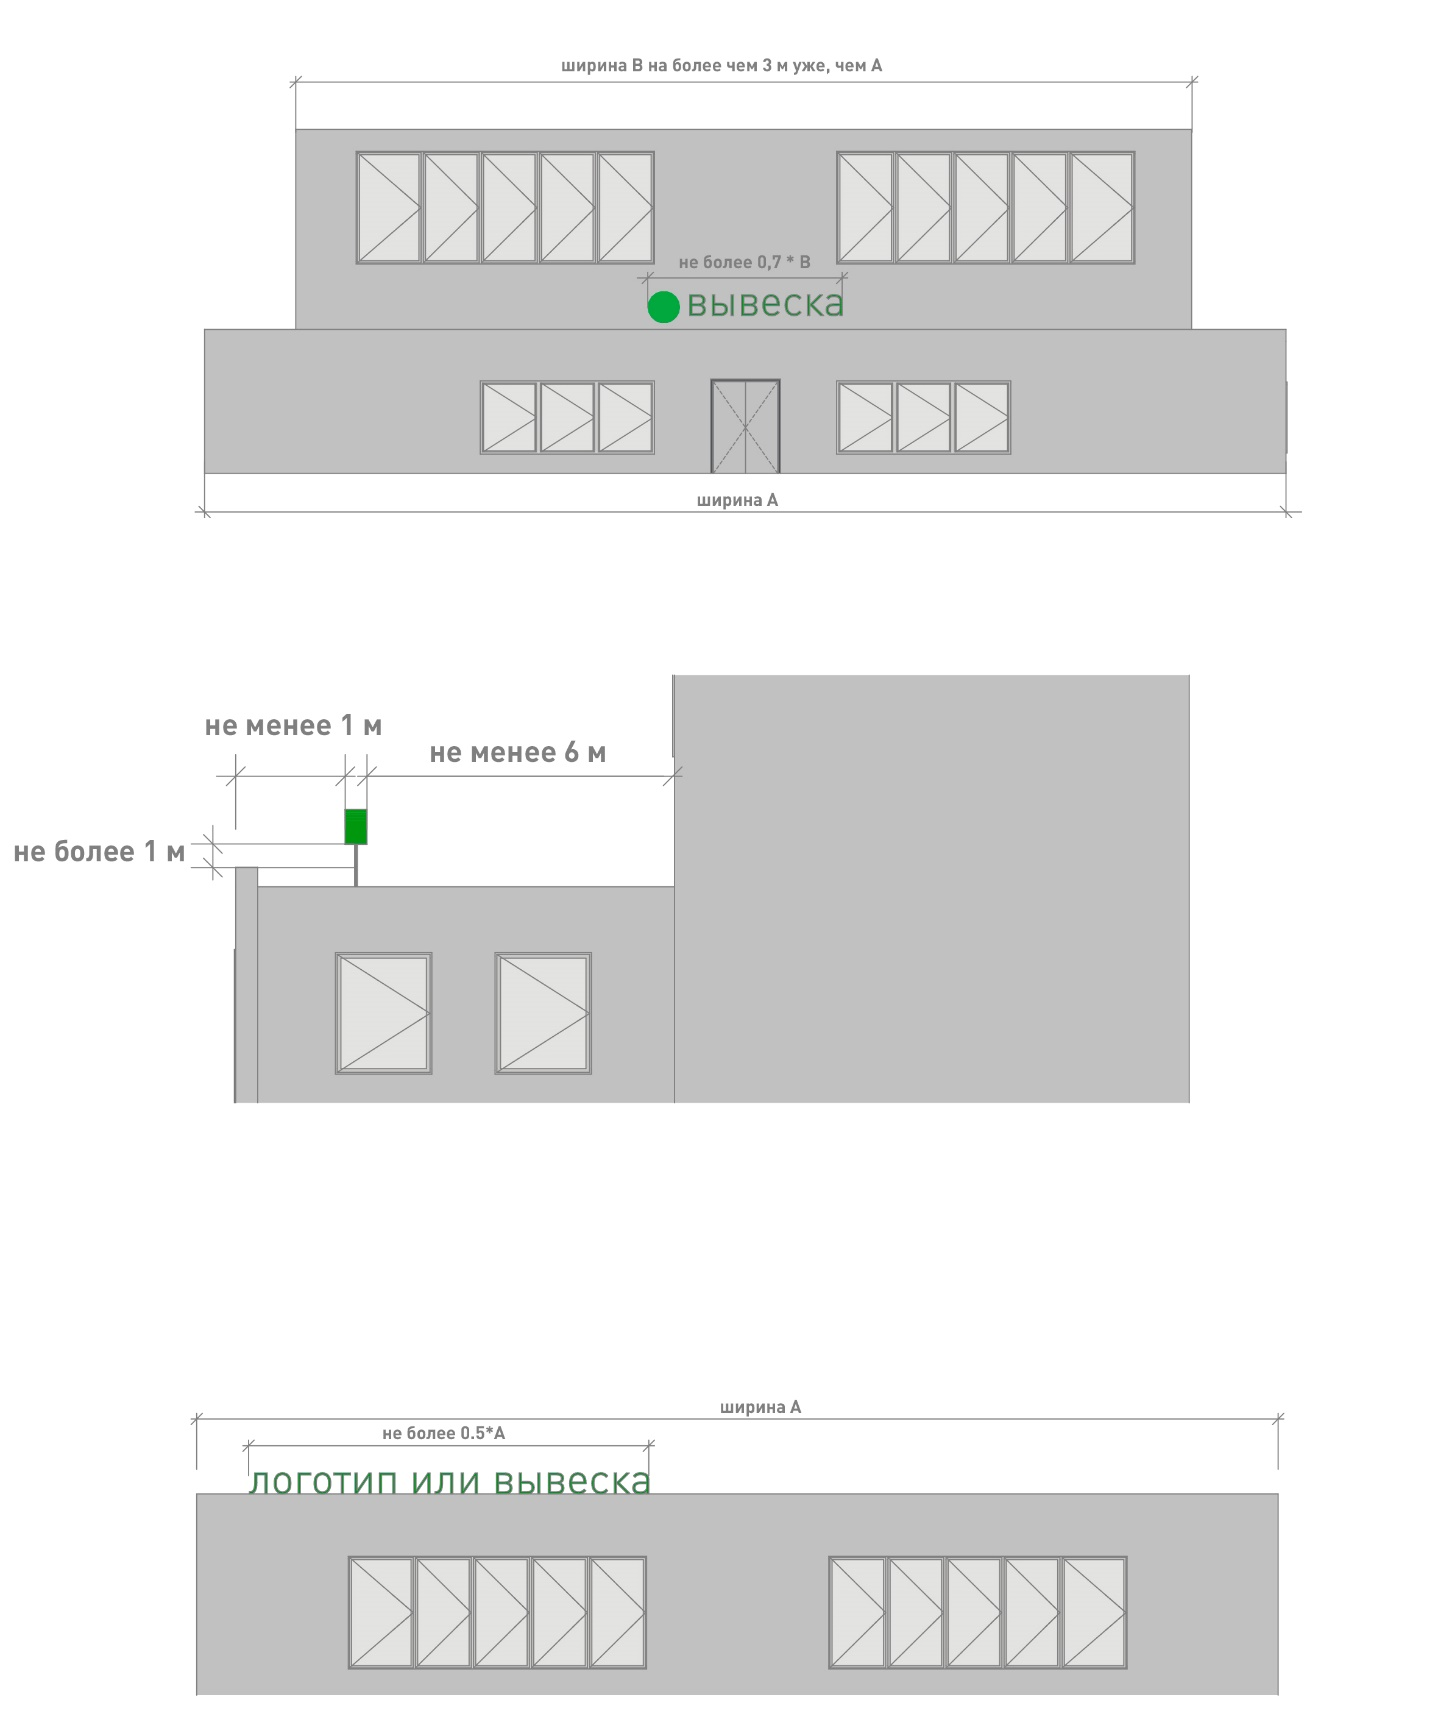 ширина В на более чем 3 м уже, чем А
не более 0,7 * В
вывеска
ширина А
не менее 1 м
не менее 6 м
не более 1 м
ширина А
не более 0.5*А
логотип или вывеска